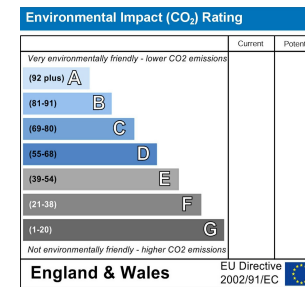 Environmental Impact (CO₂) Rating
Current Poten
Very environmentally friendly - lower CO2 emissions
(92 plus) A
(81-91) B
(69-80) C
(55-68) D
(39-54) E
(21-38) F
(1-20) G
Not environmentally friendly - higher CO2 emissions
England & Wales
EU Directive
2002/91/EC